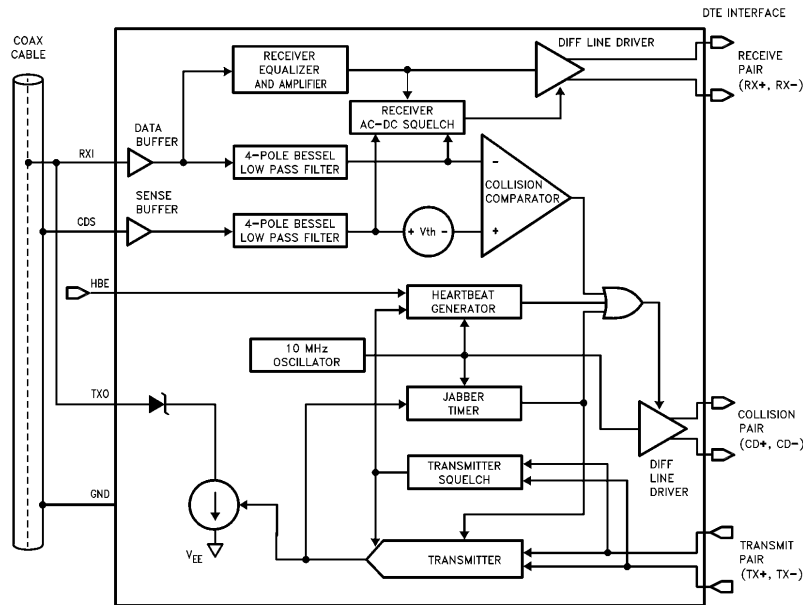 DTE INTERFACE
COAX
CABLE
RECEIVER
EQUALIZER
AND AMPLIFIER
DIFF LINE DRIVER
RECEIVE
PAIR
(RX+, RX-)
RECEIVER
AC-DC SQUELCH
DATA
BUFFER
RXI
4-POLE BESSEL
LOW PASS FILTER
-
COLLISION
COMPARATOR
SENSE
BUFFER
CDS
4-POLE BESSEL
LOW PASS FILTER
+ Vth -
+
HBE
HEARTBEAT
GENERATOR
10 MHz
OSCILLATOR
TXO
JABBER
TIMER
COLLISION
PAIR
(CD+, CD-)
DIFF
LINE
DRIVER
TRANSMITTER
SQUELCH
GND
VEE
TRANSMITTER
TRANSMIT
PAIR
(TX+, TX-)